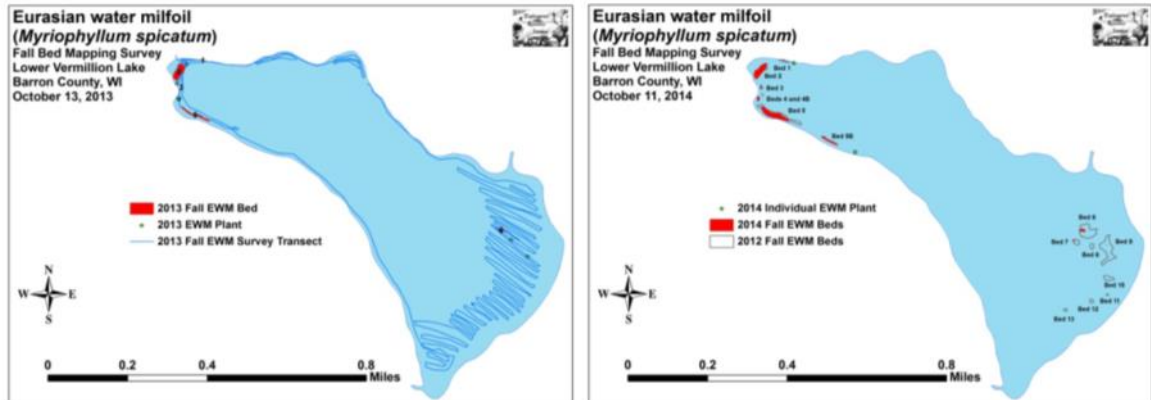 Eurasian water milfoil
(Myriophyllum spicatum)
Fall Bed Mapping Survey
Lower Vermillion Lake
Barron County, WI
October 13, 2013
2013 Fall EWM Bed
2013 EWM Plant
2013 Fall EWM Survey Transect
N
W E
S
0 0.2 0.4 0.8
Miles
Eurasian water milfoil
(Myriophyllum spicatum)
Fall Bed Mapping Survey
Lower Vermillion Lake
Barron County, WI
October 11, 2014
Bed 1
Bed 2
Bed 3
Beds 4 and 4B
Bed 5
Bed 5B
2014 Individual EWM Plant
2014 Fall EWM Beds
2012 Fall EWM Beds
Bed 6
Bed 7
Bed 9
Bed 10
Bed 11
Bed 12
Bed 13
N
W E
S
0 0.2 0.4 0.8
Miles